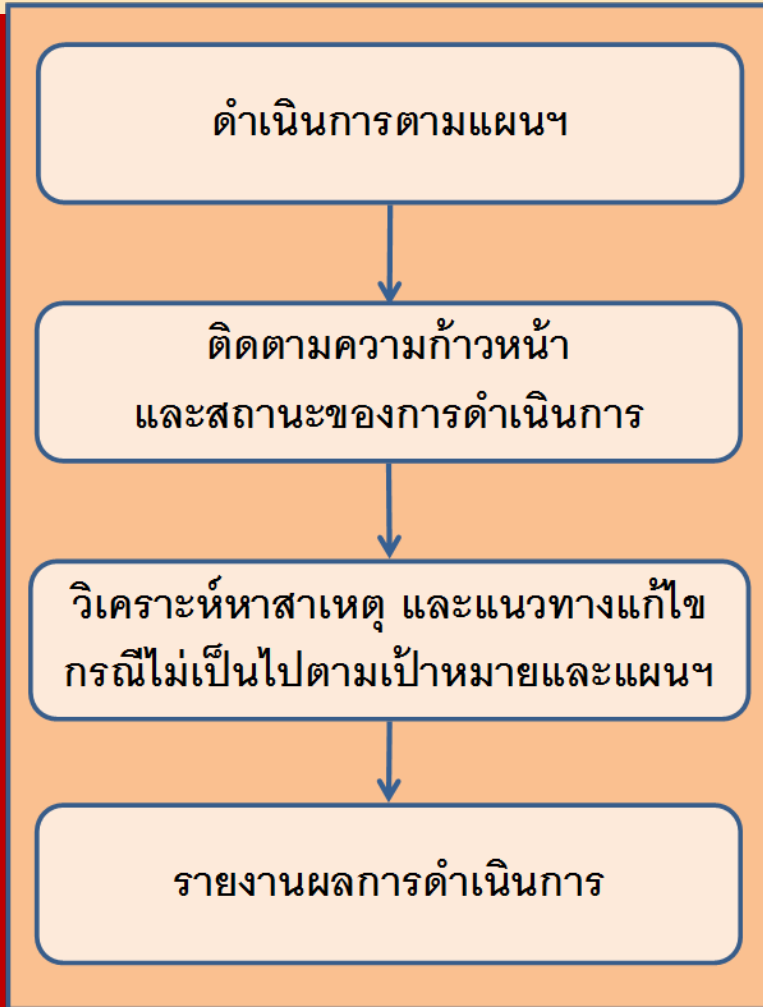 ดำเนินการตามแผนฯ
ติดตามความก้าวหน้า
และสถานะของการดำเนินการ
วิเคราะห์หาสาเหตุ และแนวทางแก้ไข
กรณีไม่เป็นไปตามเป้าหมายและแผนฯ
รายงานผลการดำเนินการ